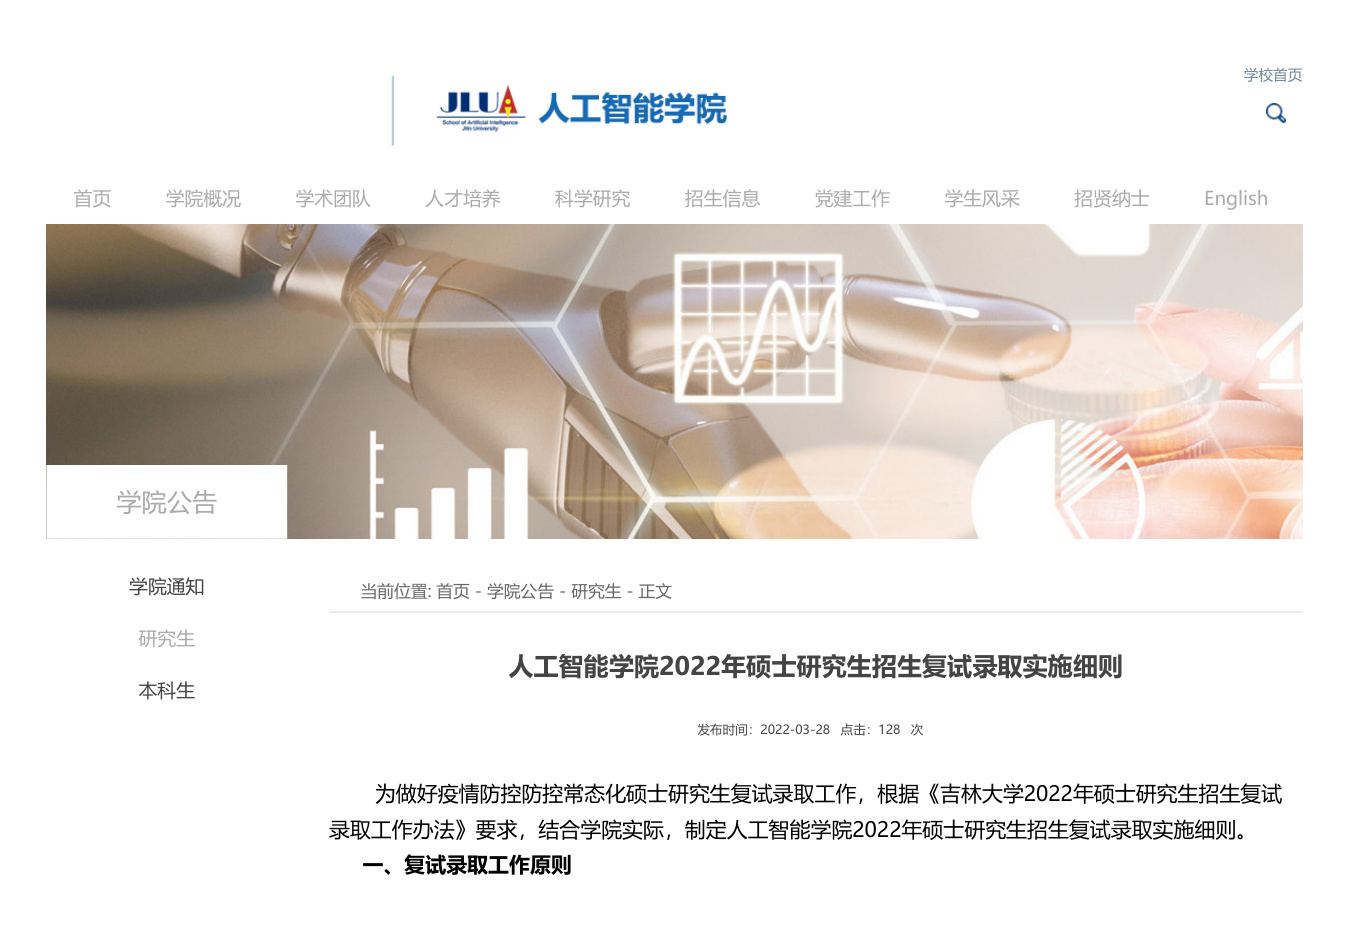 学校首页
JLUA
School of Artificial Intelligence
Jilin University
人工智能学院
首页 学院概况 学术团队 人才培养 科学研究 招生信息 党建工作 学生风采 招贤纳士 English
学院公告
学院通知
研究生
本科生
当前位置: 首页 - 学院公告 - 研究生 - 正文
人工智能学院2022年硕士研究生招生复试录取实施细则
发布时间：2022-03-28 点击：128 次
为做好疫情防控防控常态化硕士研究生复试录取工作，根据《吉林大学2022年硕士研究生招生复试
录取工作办法》要求，结合学院实际，制定人工智能学院2022年硕士研究生招生复试录取实施细则。
一、复试录取工作原则